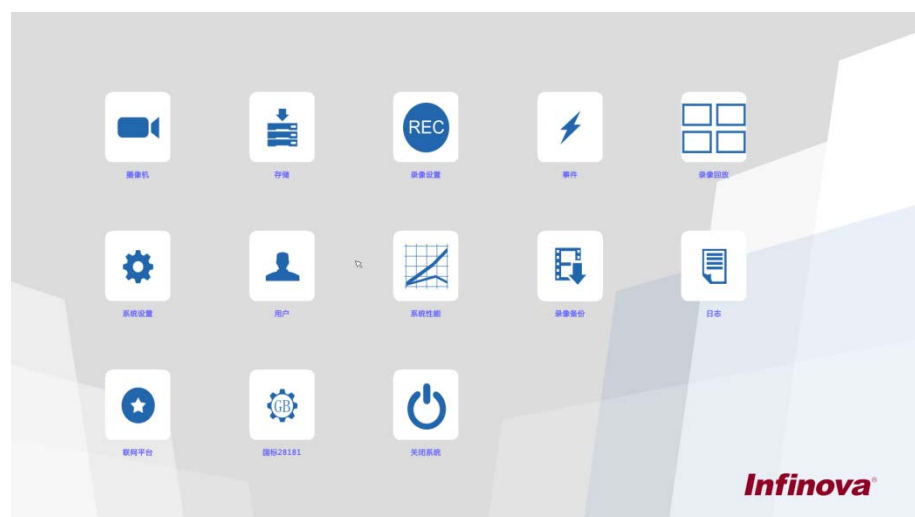 REC
摄像机
存储
录像设置
事件
录像回放
系统设置
用户
系统性能
录像备份
日志
GB
联网平台
国标28181
关闭系统
Infinova®